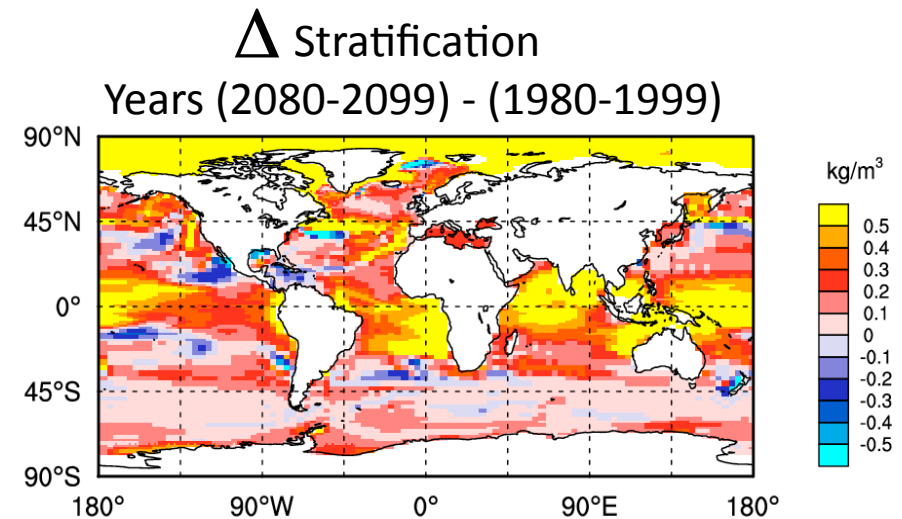 Δ Stratification
Years (2080-2099) - (1980-1999)
90°N
45°N
0°
45°S
90°S
180°
90°W
0°
90°E
180°
kg/m³
0.5
0.4
0.3
0.2
0.1
0
-0.1
-0.2
-0.3
-0.4
-0.5